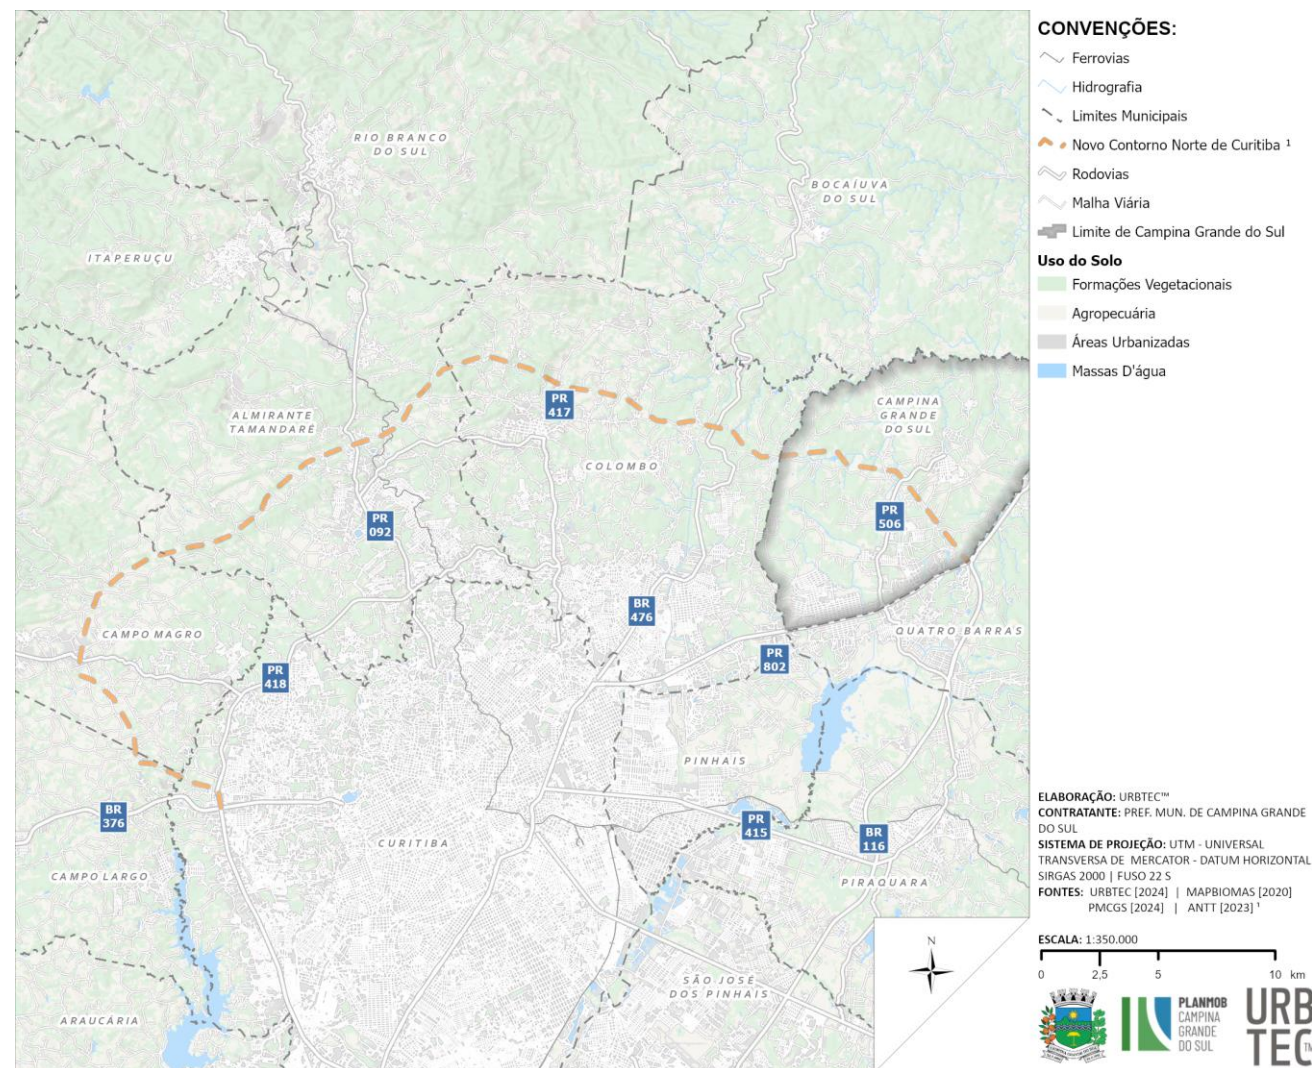 RIO BRANCO
DO SUL
BOCAÍUVA
DO SUL
ITAPERUÇU
CAMPINA
GRANDE
DO SUL
ALMIRANTE
TAMANDARÉ
PR
417
COLOMBO
PR
506
PR
092
BR
476
CAMPO MAGRO
QUATRO BARRAS
PR
802
PR
418
PINHAIS
BR
376
PR
415
BR
116
CURITIBA
CAMPO LARGO
PIRAQUARA
SÃO JOSÉ
DOS PINHAIS
ARAUCÁRIA
N
CONVENÇÕES:
Ferrovias
Hidrografia
Limites Municipais
Novo Contorno Norte de Curitiba ¹
Rodovias
Malha Viária
Limite de Campina Grande do Sul
Uso do Solo
Formações Vegetacionais
Agropecuária
Áreas Urbanizadas
Massas D'água
ELABORAÇÃO: URBTEC™
CONTRATANTE: PREF. MUN. DE CAMPINA GRANDE
DO SUL
SISTEMA DE PROJEÇÃO: UTM - UNIVERSAL
TRANSVERSA DE MERCATOR - DATUM HORIZONTAL
SIRGAS 2000 | FUSO 22 S
FONTES: URBTEC [2024] | MAPBIOMAS [2020]
PMCGS [2024] | ANTT [2023] ¹
ESCALA: 1:350.000
0 2,5 5 10 km
PLANMOB
CAMPINA
GRANDE
DO SUL
URB
TEC